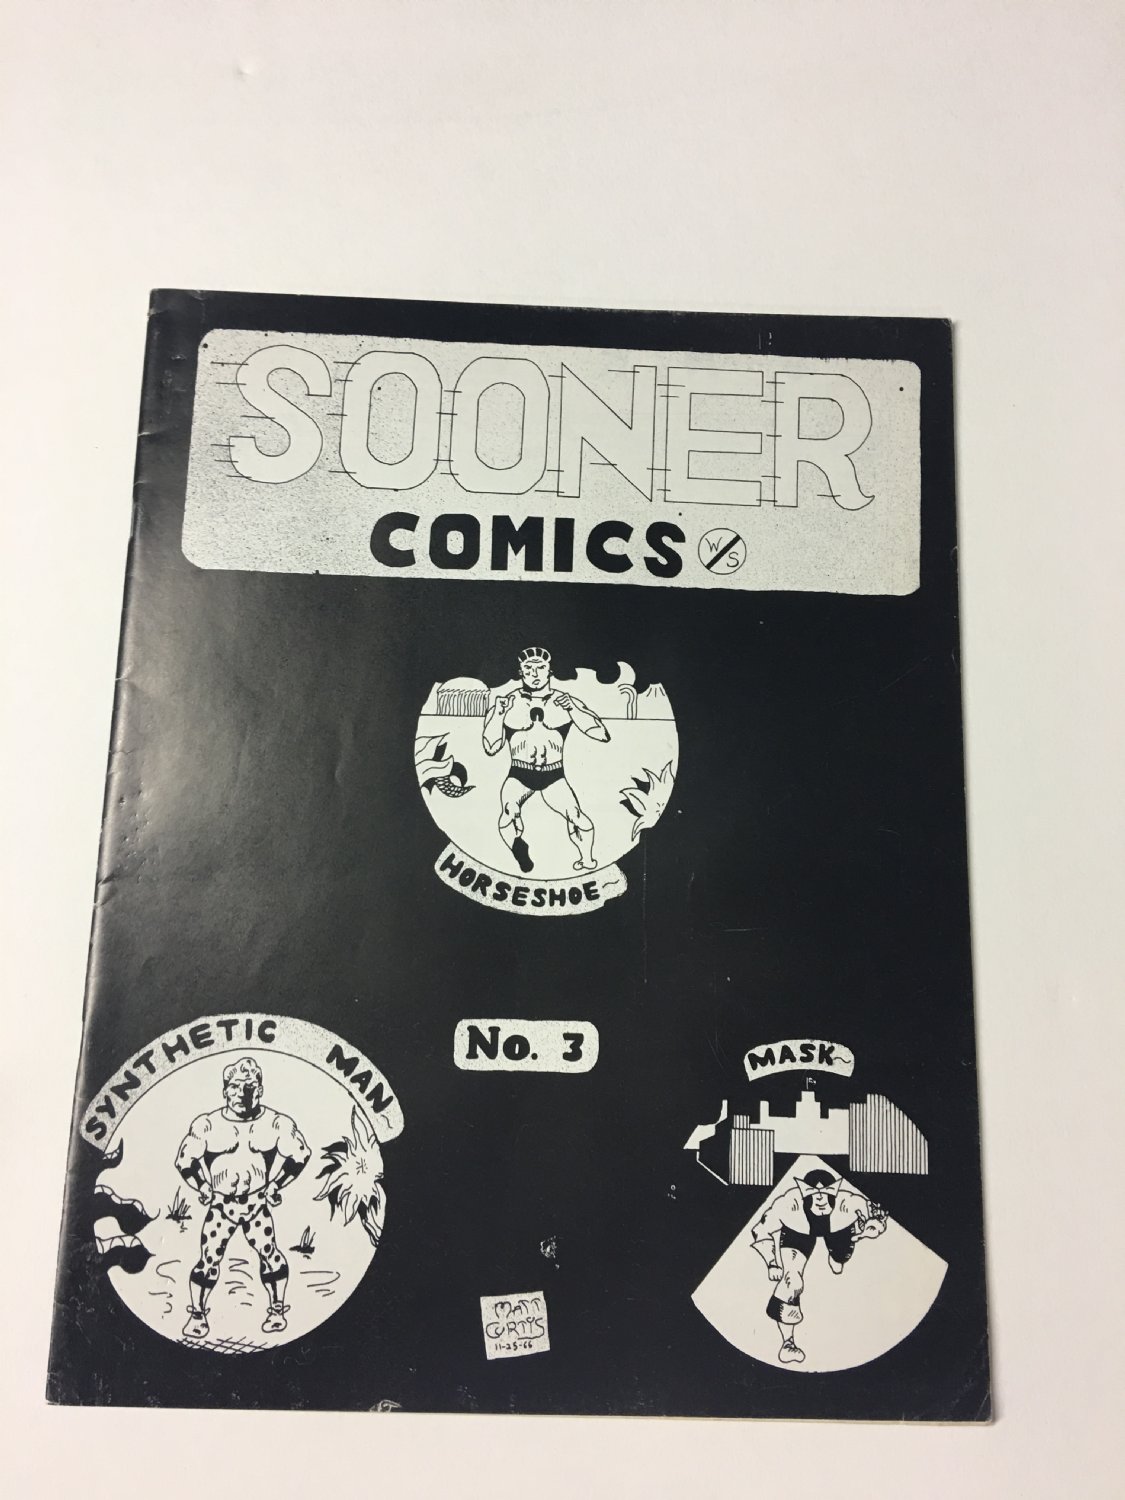 SOONER
COMICS W/S
HORSESHOE~
SYNTHETIC MAN~
No. 3
MASK~
MATT
CURTIS
11-25-66